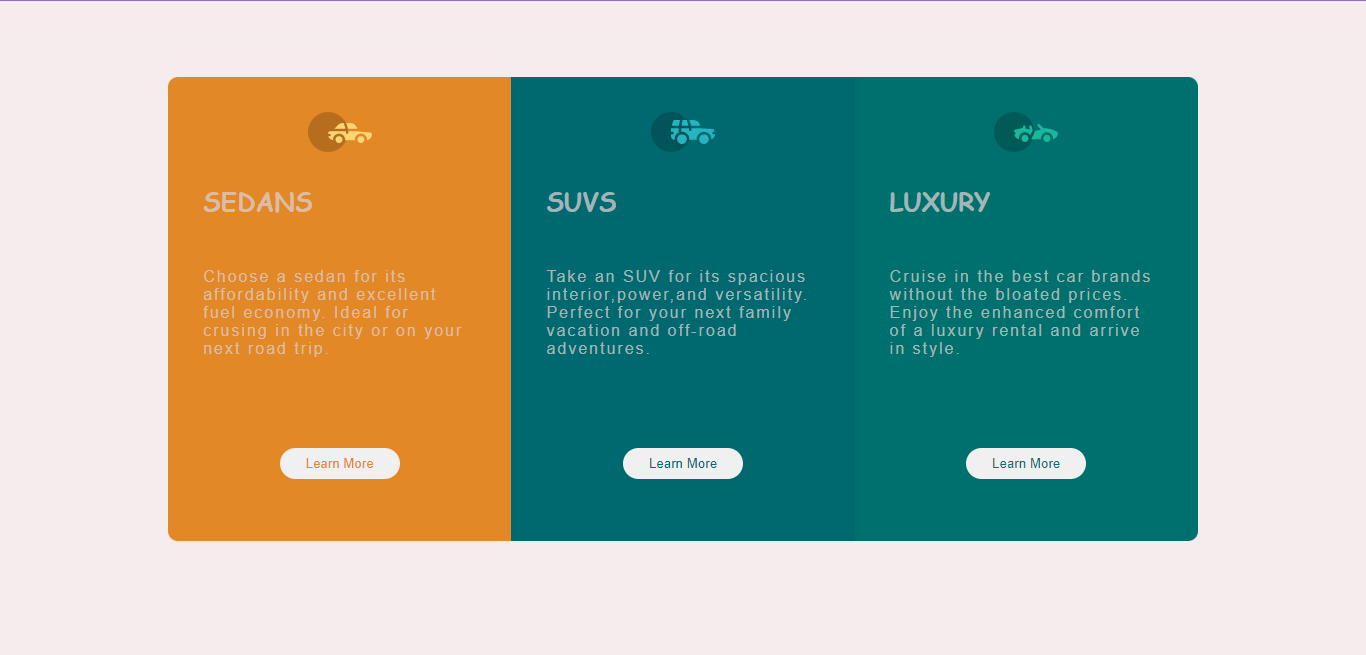 SEDANS
Choose a sedan for its
affordability and excellent
fuel economy. Ideal for
crusing in the city or on your
next road trip.
Learn More
SUVS
Take an SUV for its spacious
interior,power,and versatility.
Perfect for your next family
vacation and off-road
adventures.
Learn More
LUXURY
Cruise in the best car brands
without the bloated prices.
Enjoy the enhanced comfort
of a luxury rental and arrive
in style.
Learn More